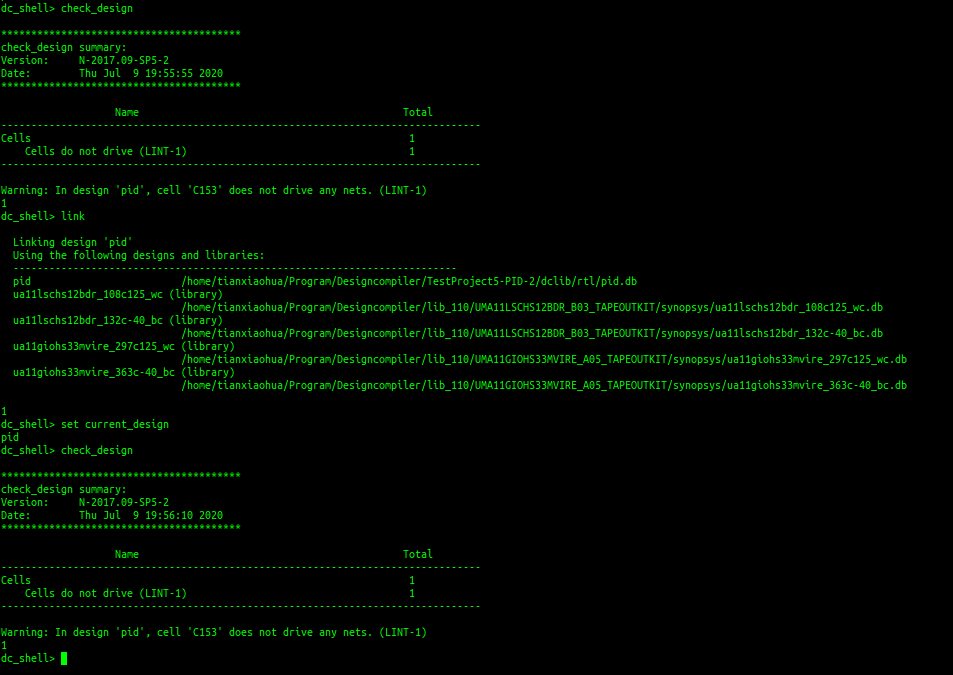 dc_shell> check_design
****************************************
check_design summary:
Version:     N-2017.09-SP5-2
Date:        Thu Jul  9 19:55:55 2020
****************************************
                   Name                                            Total
--------------------------------------------------------------------------------
Cells                                                               1
    Cells do not drive (LINT-1)                                     1
--------------------------------------------------------------------------------
Warning: In design 'pid', cell 'C153' does not drive any nets. (LINT-1)
1
dc_shell> link
  Linking design 'pid'
  Using the following designs and libraries:
  --------------------------------------------------------------------------
  pid                         /home/tianxiaohua/Program/Designcompiler/TestProject5-PID-2/dclib/rtl/pid.db
  ua11lschs12bdr_108c125_wc (library)
                              /home/tianxiaohua/Program/Designcompiler/lib_110/UMA11LSCHS12BDR_B03_TAPEOUTKIT/synopsys/ua11lschs12bdr_108c125_wc.db
  ua11lschs12bdr_132c-40_bc (library)
                              /home/tianxiaohua/Program/Designcompiler/lib_110/UMA11LSCHS12BDR_B03_TAPEOUTKIT/synopsys/ua11lschs12bdr_132c-40_bc.db
  ua11giohs33mvire_297c125_wc (library)
                              /home/tianxiaohua/Program/Designcompiler/lib_110/UMA11GIOHS33MVIRE_A05_TAPEOUTKIT/synopsys/ua11giohs33mvire_297c125_wc.db
  ua11giohs33mvire_363c-40_bc (library)
                              /home/tianxiaohua/Program/Designcompiler/lib_110/UMA11GIOHS33MVIRE_A05_TAPEOUTKIT/synopsys/ua11giohs33mvire_363c-40_bc.db
1
dc_shell> set current_design
pid
dc_shell> check_design
****************************************
check_design summary:
Version:     N-2017.09-SP5-2
Date:        Thu Jul  9 19:56:10 2020
****************************************
                   Name                                            Total
--------------------------------------------------------------------------------
Cells                                                               1
    Cells do not drive (LINT-1)                                     1
--------------------------------------------------------------------------------
Warning: In design 'pid', cell 'C153' does not drive any nets. (LINT-1)
1
dc_shell>